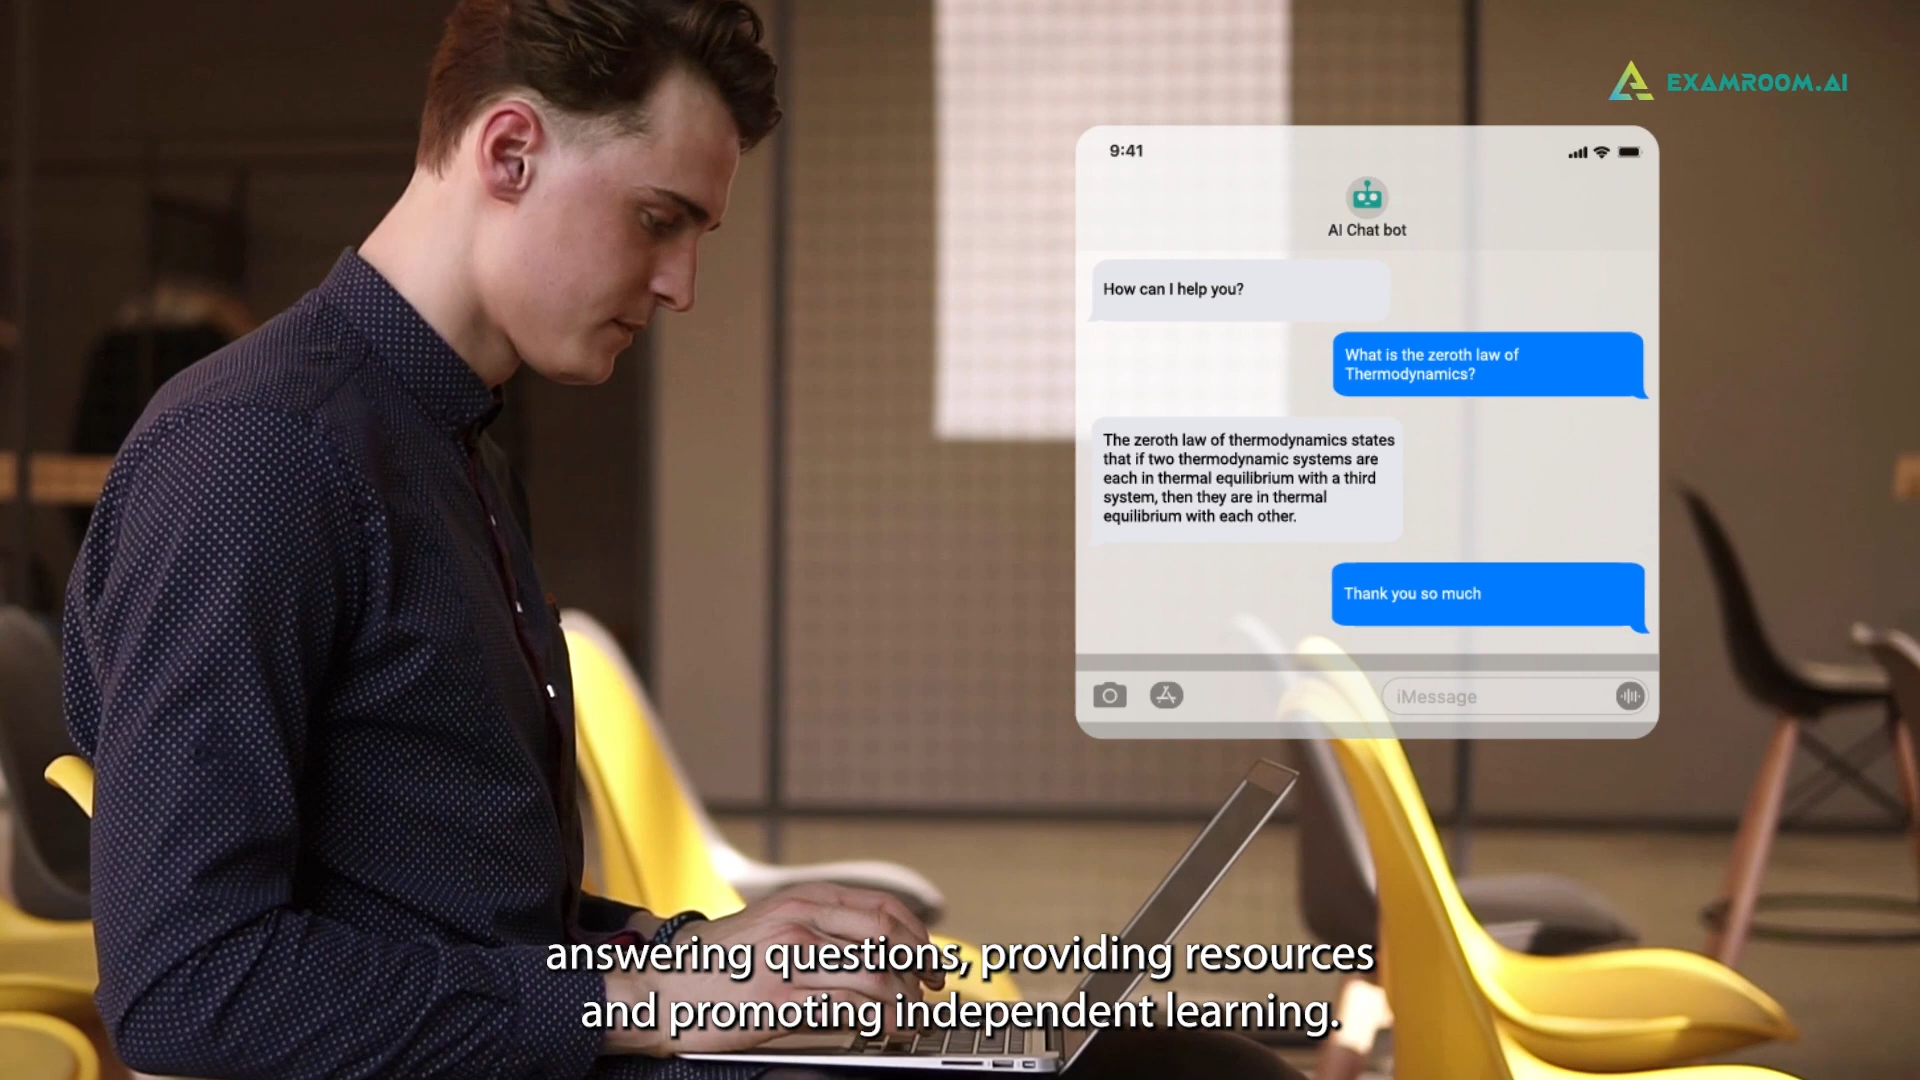 EXAMROOM.AI
9:41
AI Chat bot
How can I help you?
What is the zeroth law of
Thermodynamics?
The zeroth law of thermodynamics states
that if two thermodynamic systems are
each in thermal equilibrium with a third
system, then they are in thermal
equilibrium with each other.
Thank you so much
iMessage
answering questions, providing resources
and promoting independent learning.